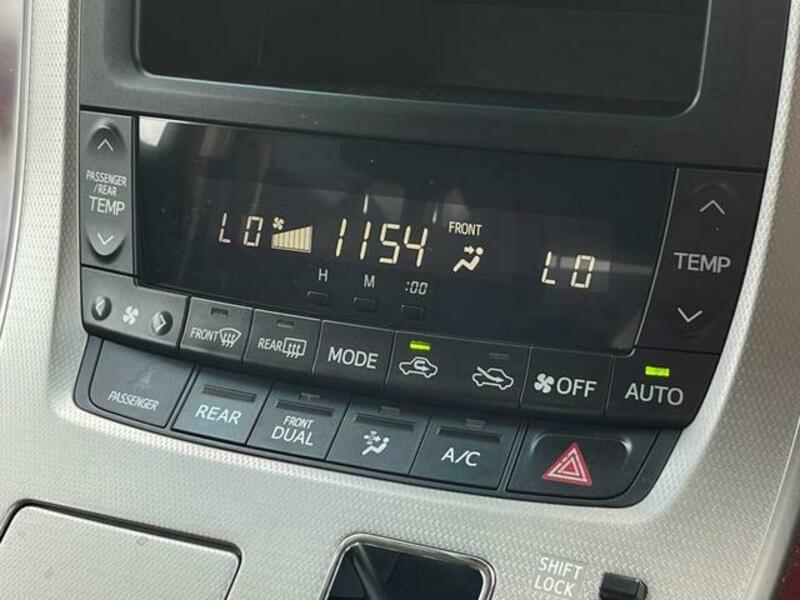 PASSENGER
/REAR
TEMP
LO
1154
FRONT
LO
H
M
:00
TEMP
FRONT
REAR
MODE
OFF
AUTO
PASSENGER
REAR
FRONT
DUAL
A/C
SHIFT
LOCK